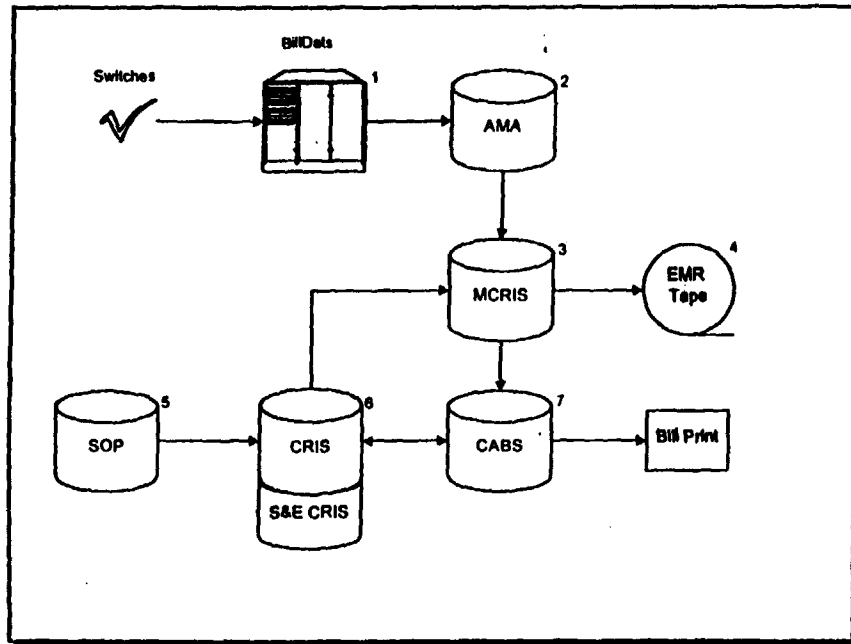 BillDats
Switches
1
2
AMA
3
4
MCRIS
EMR
Tape
5
6
7
SOP
CRIS
CABS
Bill Print
S&E CRIS